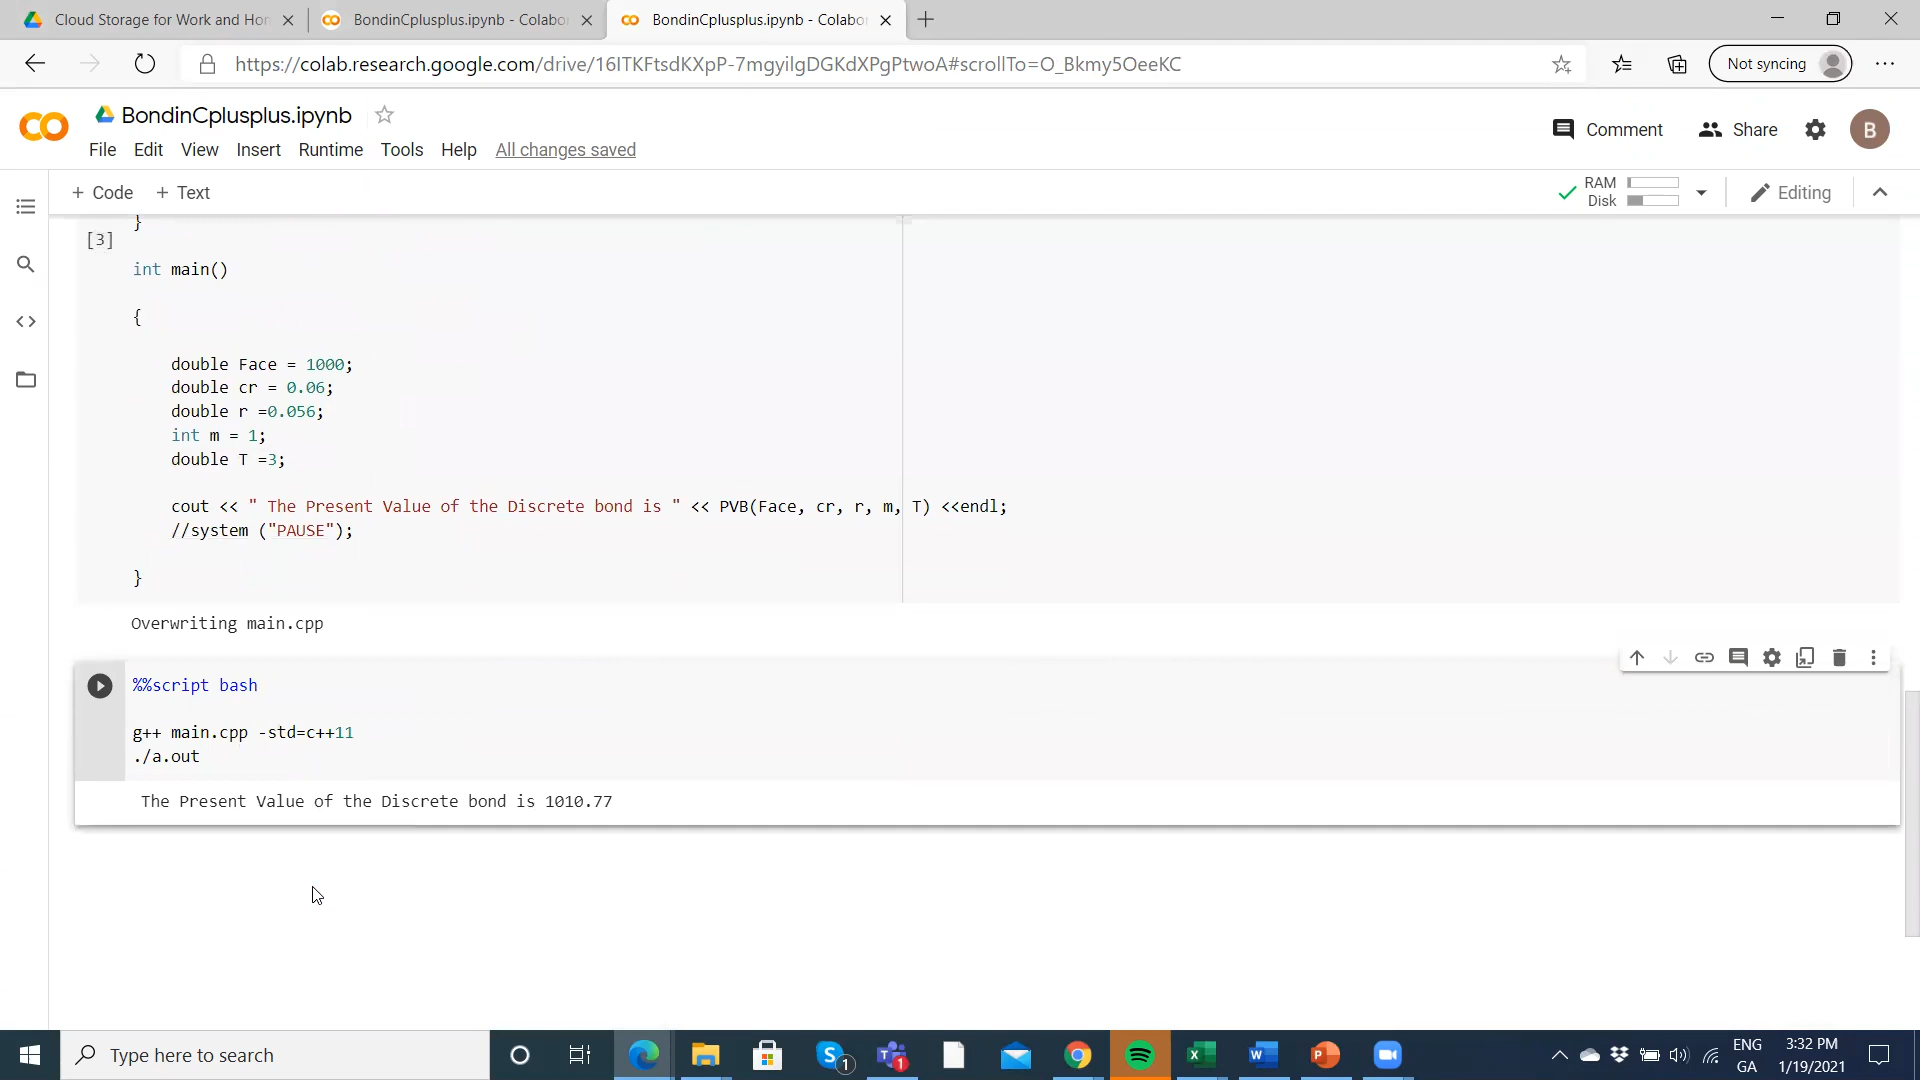 Cloud Storage for Work and Hor
BondinCplusplus.ipynb - Colabo
BondinCplusplus.ipynb - Colabo
https://colab.research.google.com/drive/16ITKFtsdKXpP-7mgyilgDGKdXPgPtwoA#scrollTo=O_Bkmy5OeeKC
Not syncing
BondinCplusplus.ipynb
Comment
Share
B
File Edit View Insert Runtime Tools Help All changes saved
+ Code + Text
RAM
Disk
Editing
}
[3]
int main()
{
double Face = 1000;
double cr = 0.06;
double r =0.056;
int m = 1;
double T =3;
cout << " The Present Value of the Discrete bond is " << PVB(Face, cr, r, m, T) <<endl;
//system ("PAUSE");
}
Overwriting main.cpp
%%script bash
g++ main.cpp -std=c++11
./a.out
The Present Value of the Discrete bond is 1010.77
Type here to search
1
1
ENG
GA
3:32 PM
1/19/2021